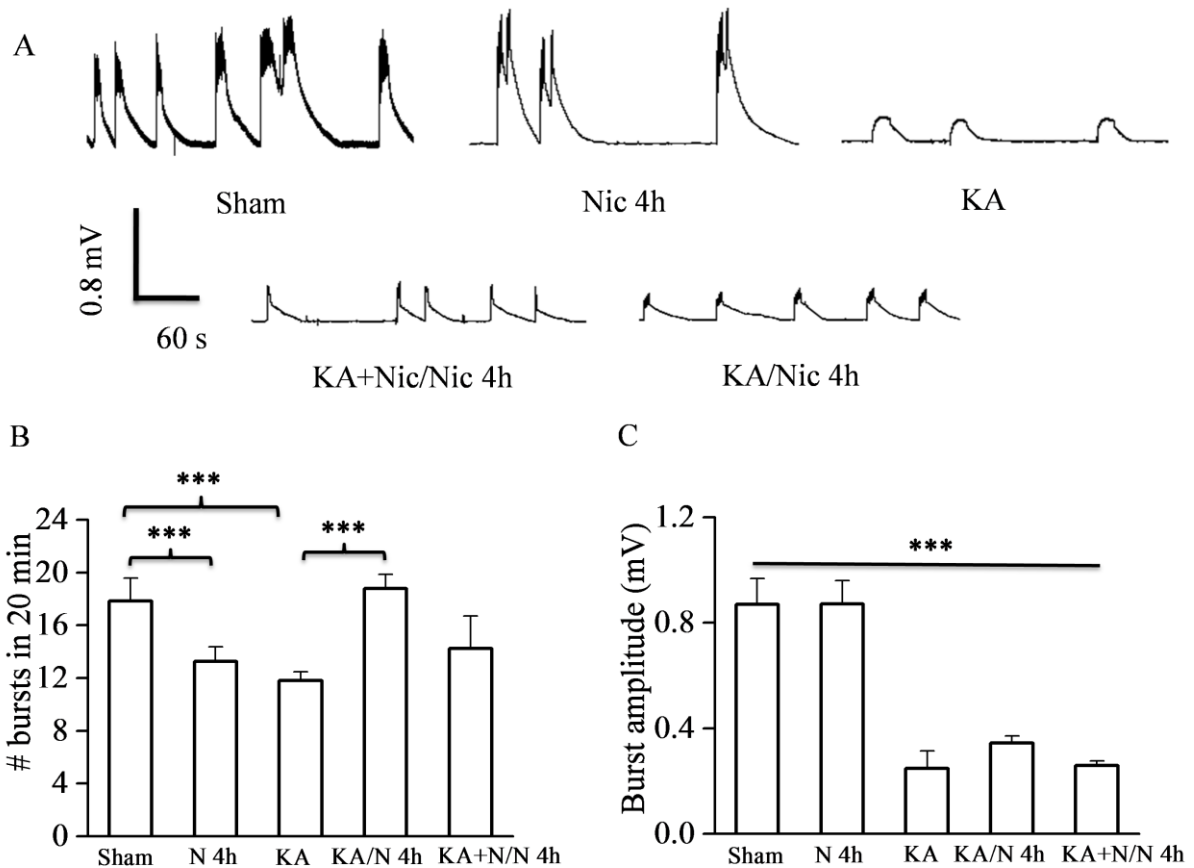 A
Sham
Nic 4h
KA
0.8 mV
60 s
KA+Nic/Nic 4h
KA/Nic 4h
B
# bursts in 20 min
24
20
16
12
8
4
0
***
***
***
Sham
N 4h
KA
KA/N 4h
KA+N/N 4h
C
Burst amplitude (mV)
1.2
0.8
0.4
0.0
***
Sham
N 4h
KA
KA/N 4h
KA+N/N 4h